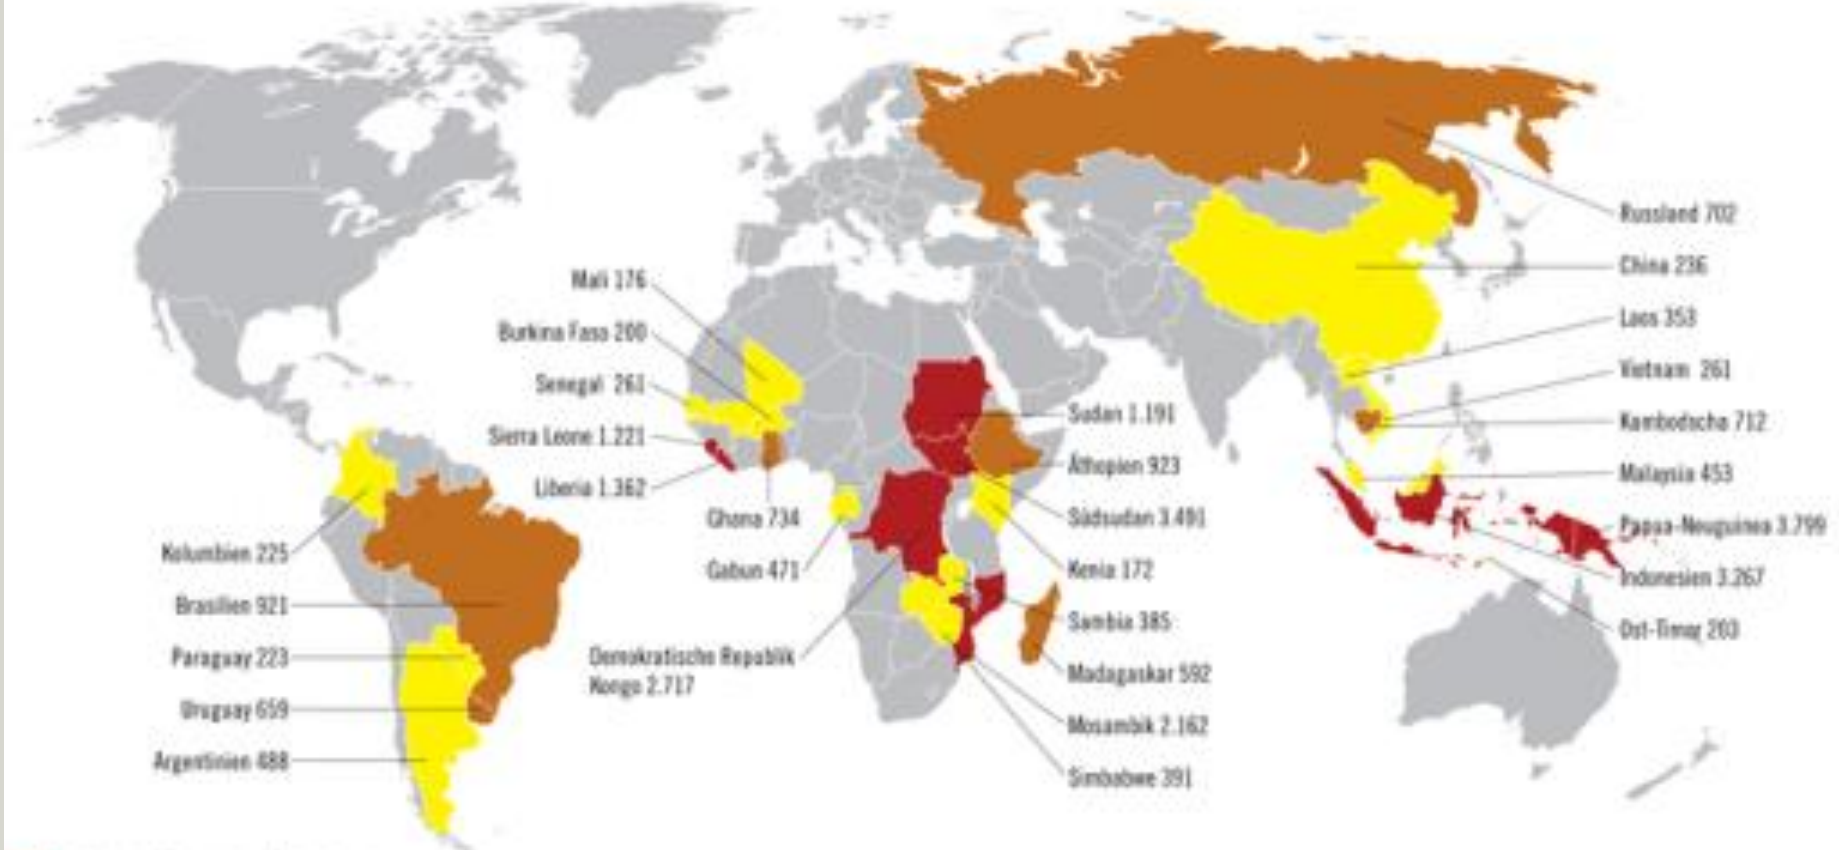 Mali 176
Burkina Faso 200
Senegal 261
Sierra Leone 1.221
Liberia 1.362
Ghana 734
Gabun 471
Kolumbien 225
Brasilien 921
Paraguay 223
Uruguay 659
Argentinien 488
Demokratische Republik
Kongo 2.717
Sudan 1.191
Äthopien 923
Südsudan 3.491
Kenia 172
Sambia 385
Madagaskar 592
Mosambik 2.162
Simbabwe 391
Russland 702
China 236
Laos 353
Vietnam 261
Kambodscha 712
Malaysia 453
Papua-Neuguinea 3.799
Indonesien 3.267
Ost-Timor 203